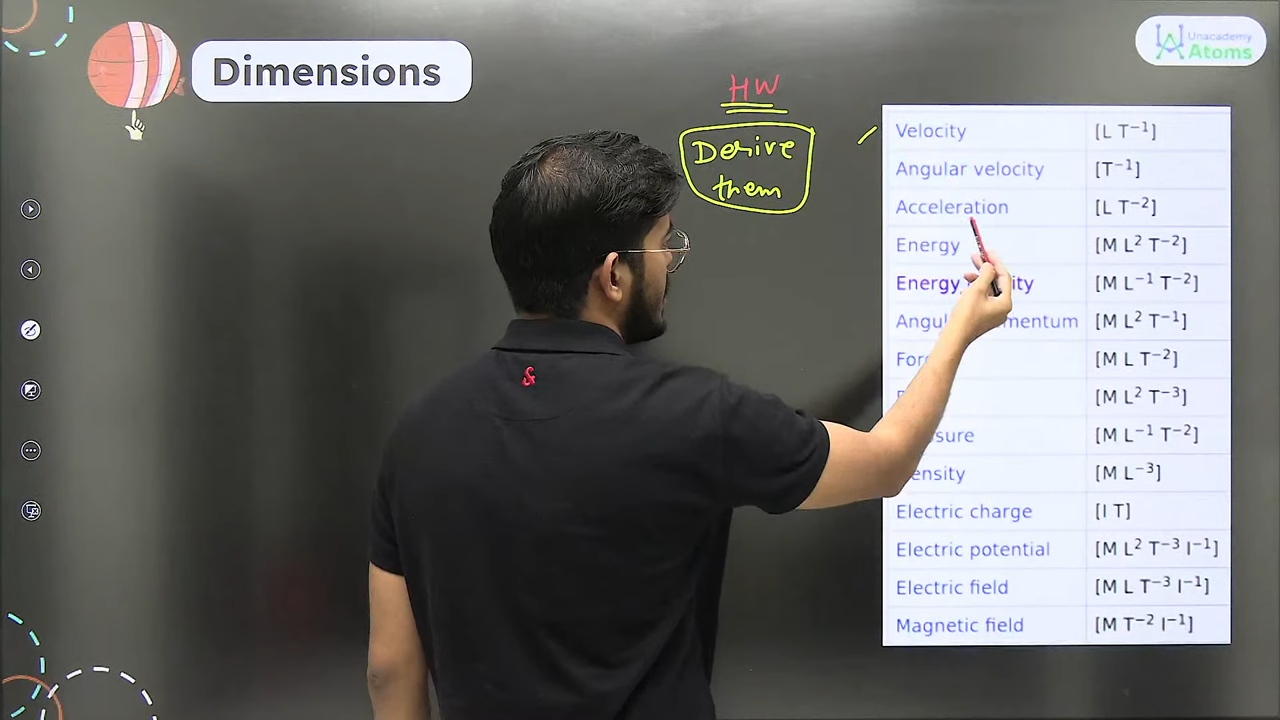 Dimensions
Unacademy
Atoms
HW
Derive
them
Velocity [L T⁻¹]
Angular velocity [T⁻¹]
Acceleration [L T⁻²]
Energy [M L² T⁻²]
Energy [M L⁻¹ T⁻²]
[M L² T⁻¹]
[M L T⁻²]
[M L² T⁻³]
[M L⁻¹ T⁻²]
[M L⁻³]
Electric charge [I T]
Electric potential [M L² T⁻³ I⁻¹]
Electric field [M L T⁻³ I⁻¹]
Magnetic field [M T⁻² I⁻¹]